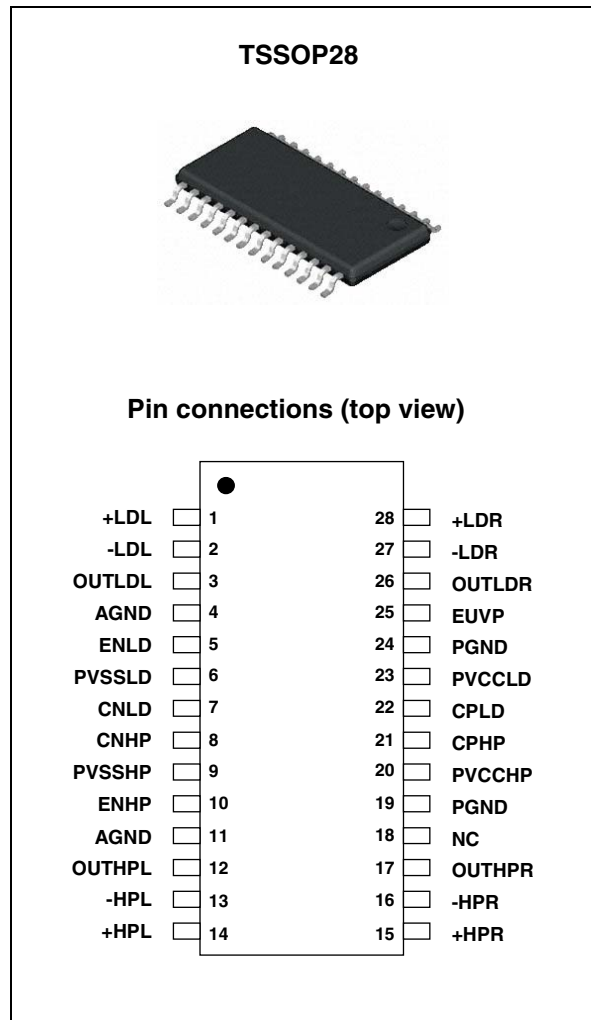 TSSOP28
Pin connections (top view)
+LDL 1 28 +LDR
-LDL 2 27 -LDR
OUTLDL 3 26 OUTLDR
AGND 4 25 EUVP
ENLD 5 24 PGND
PVSSLD 6 23 PVCCLD
CNLD 7 22 CPLD
CNHP 8 21 CPHP
PVSSHP 9 20 PVCCHP
ENHP 10 19 PGND
AGND 11 18 NC
OUTHPL 12 17 OUTHPR
-HPL 13 16 -HPR
+HPL 14 15 +HPR